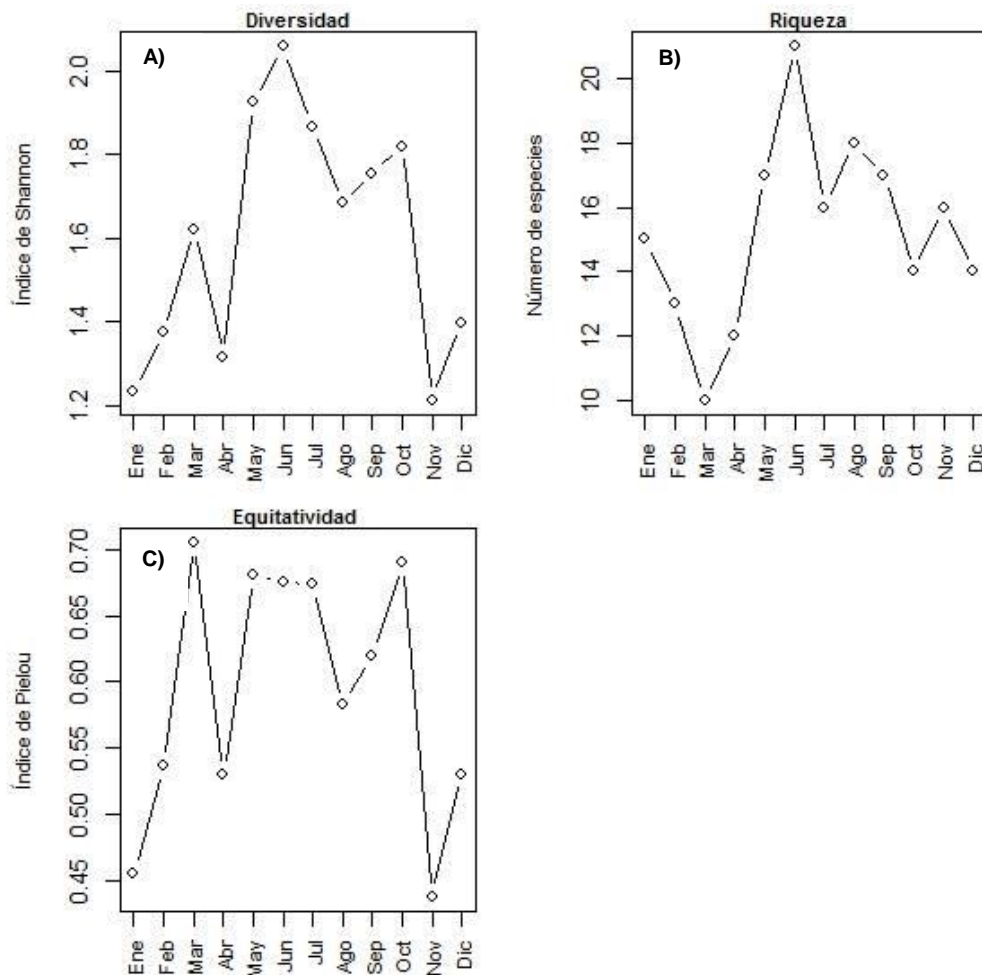 Diversidad
A)
Índice de Shannon
2.0
1.8
1.6
1.4
1.2
Ene Feb Mar Abr May Jun Jul Ago Sep Oct Nov Dic
Riqueza
B)
Número de especies
20
18
16
14
12
10
Ene Feb Mar Abr May Jun Jul Ago Sep Oct Nov Dic
Equitatividad
C)
Índice de Pielou
0.70
0.65
0.60
0.55
0.50
0.45
Ene Feb Mar Abr May Jun Jul Ago Sep Oct Nov Dic